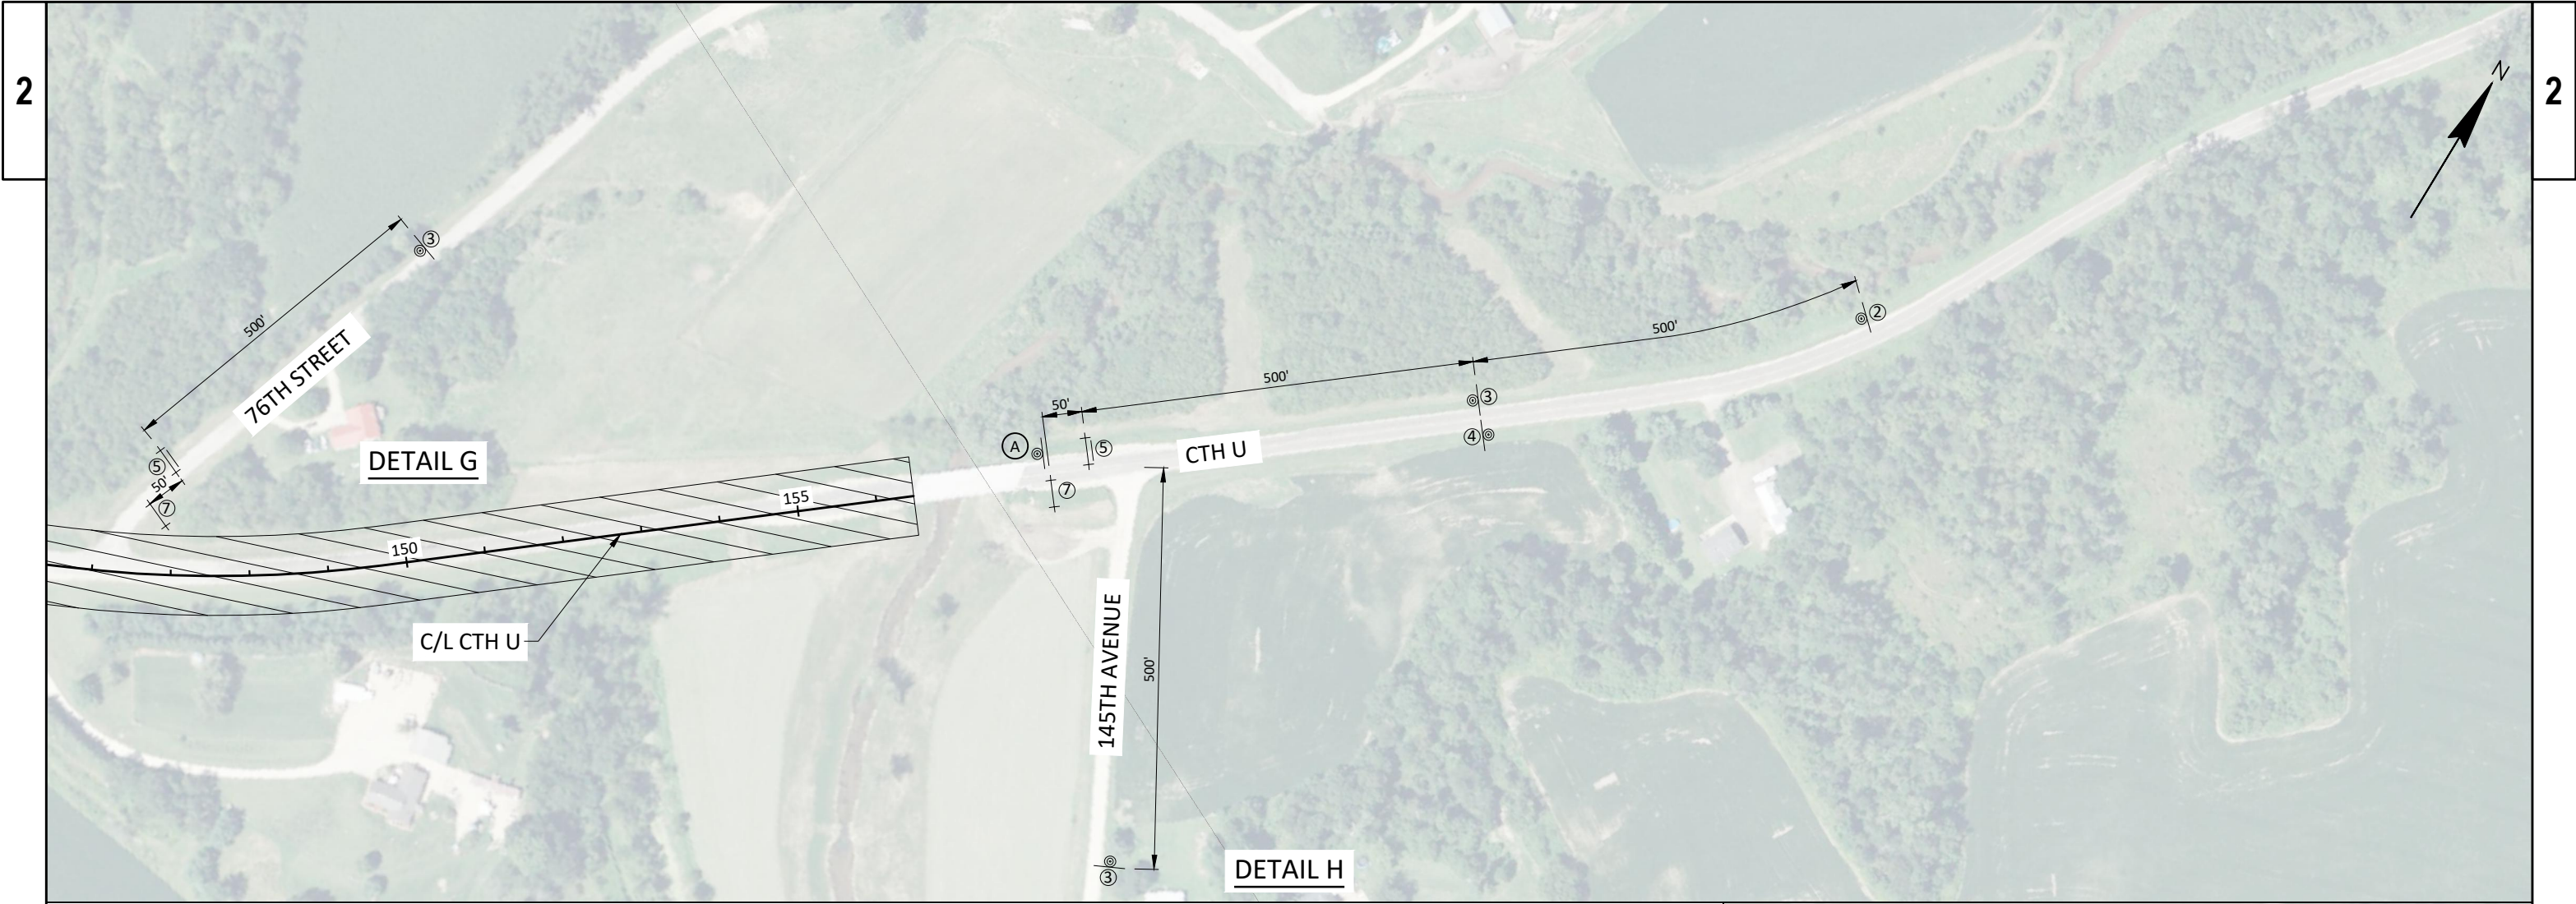 2
2
N
③
500'
76TH STREET
⑤
50'
⑦
DETAIL G
150
155
C/L CTH U
A
50'
⑤
⑦
500'
CTH U
③
④
500'
②
145TH AVENUE
500'
③
DETAIL H